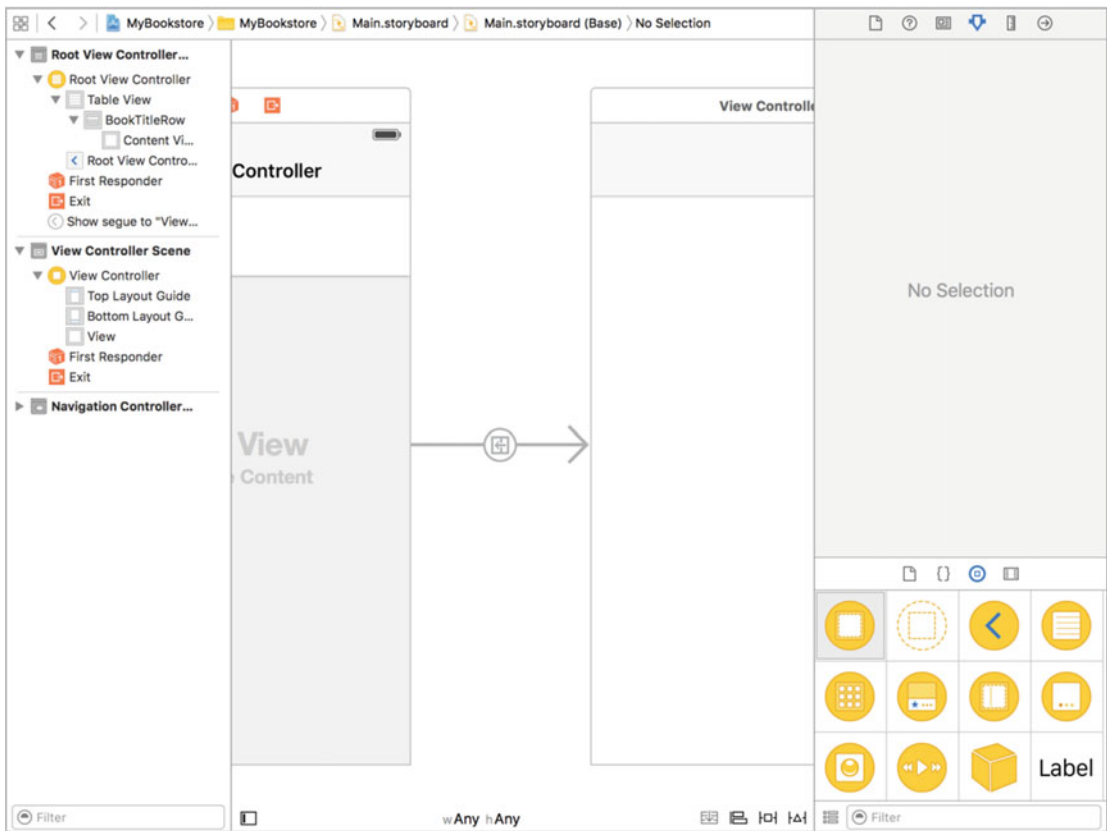 MyBookstore MyBookstore Main.storyboard Main.storyboard (Base) No Selection
Root View Controller...
Root View Controller
Table View
BookTitleRow
Content Vi...
Root View Contro...
First Responder
Exit
Show segue to "View...
View Controller Scene
View Controller
Top Layout Guide
Bottom Layout G...
View
First Responder
Exit
Navigation Controller...
Filter
Controller
View
Content
View Controlle
wAny hAny
No Selection
Label
Filter